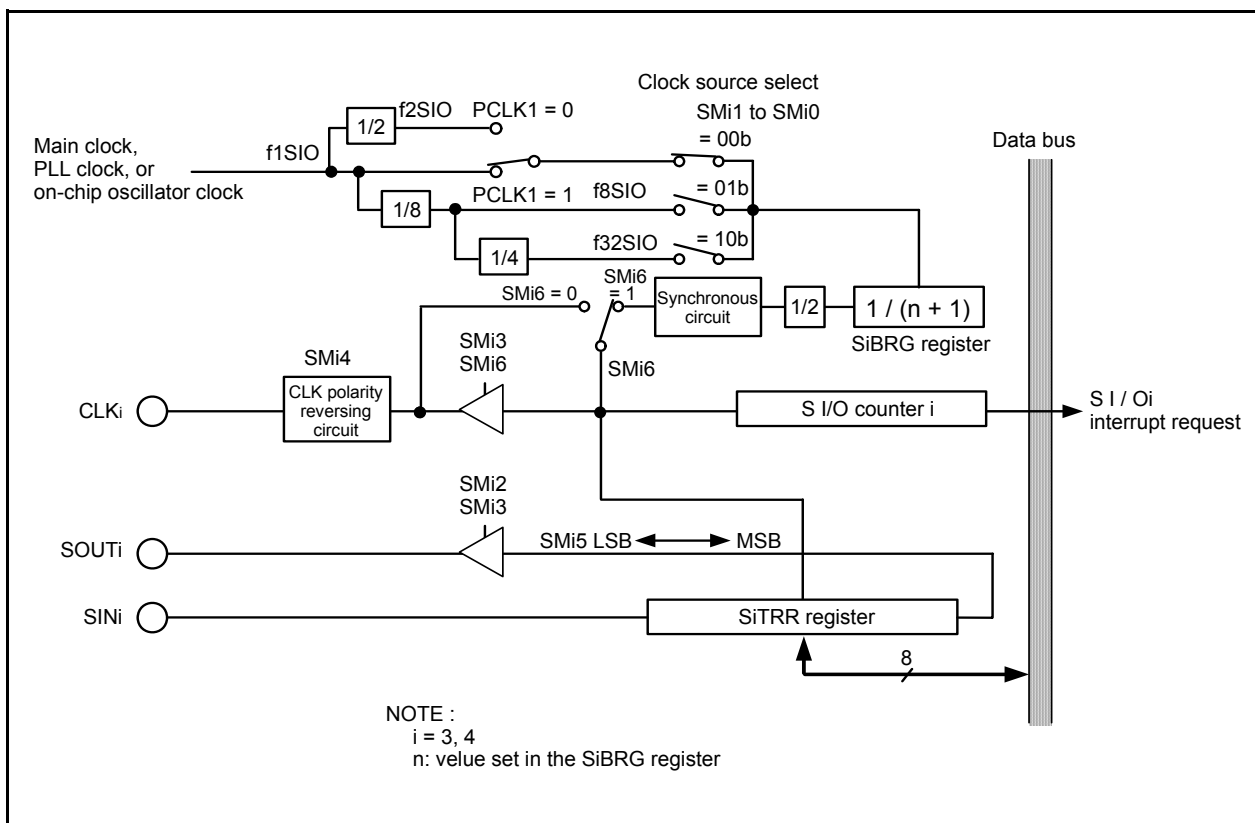 Clock source select
SMi1 to SMi0
f2SIO PCLK1 = 0
1/2
= 00b
Data bus
Main clock,
PLL clock, or
on-chip oscillator clock
f1SIO
1/8
PCLK1 = 1
f8SIO
= 01b
1/4
f32SIO
= 10b
SMi6 = 0
SMi6
= 1
Synchronous
circuit
1/2
1 / (n + 1)
SiBRG register
SMi6
SMi4
SMi3
SMi6
CLKi
CLK polarity
reversing
circuit
S I/O counter i
S I / Oi
interrupt request
SMi2
SMi3
SOUTi
SMi5 LSB
MSB
SINi
SiTRR register
8
NOTE :
i = 3, 4
n: velue set in the SiBRG register